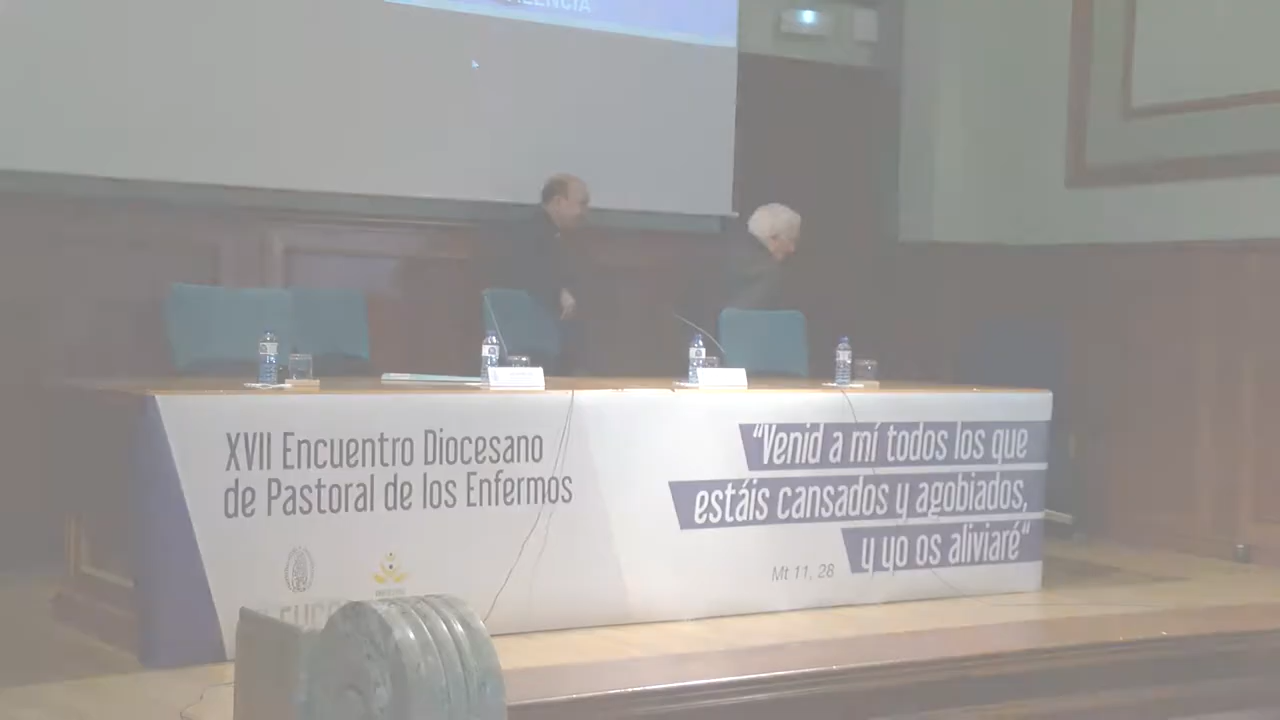 XVII Encuentro Diocesano
de Pastoral de los Enfermos
“Venid a mí todos los que
estáis cansados y agobiados,
y yo os aliviaré“
Mt 11, 28